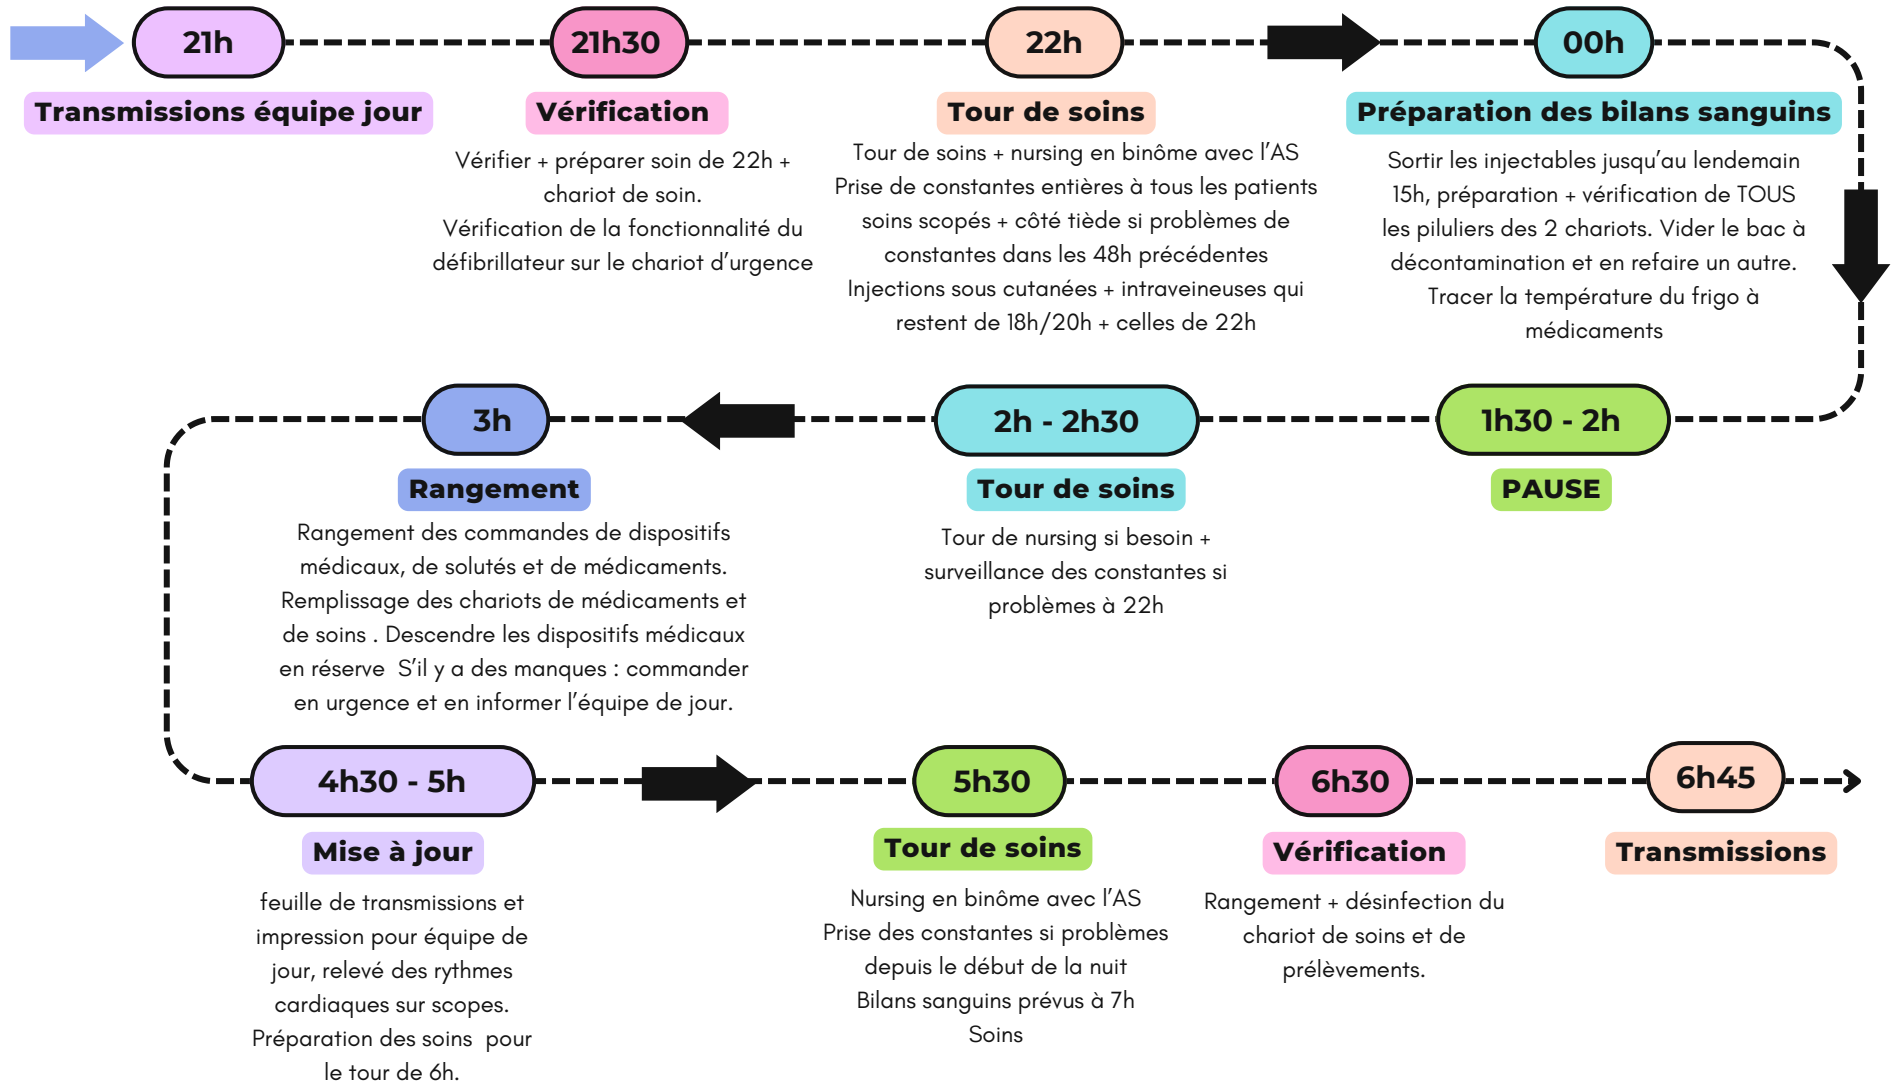 21h
Transmissions équipe jour
21h30
Vérification
Vérifier + préparer soin de 22h +
chariot de soin.
Vérification de la fonctionnalité du
défibrillateur sur le chariot d'urgence
22h
Tour de soins
Tour de soins + nursing en binôme avec l'AS
Prise de constantes entières à tous les patients
soins scopés + côté tiède si problèmes de
constantes dans les 48h précédentes
Injections sous cutanées + intraveineuses qui
restent de 18h/20h + celles de 22h
00h
Préparation des bilans sanguins
Sortir les injectables jusqu'au lendemain
15h, préparation + vérification de TOUS
les piluliers des 2 chariots. Vider le bac à
décontamination et en refaire un autre.
Tracer la température du frigo à
médicaments
1h30 - 2h
PAUSE
2h - 2h30
Tour de soins
Tour de nursing si besoin +
surveillance des constantes si
problèmes à 22h
3h
Rangement
Rangement des commandes de dispositifs
médicaux, de solutés et de médicaments.
Remplissage des chariots de médicaments et
de soins . Descendre les dispositifs médicaux
en réserve  S'il y a des manques : commander
en urgence et en informer l'équipe de jour.
4h30 - 5h
Mise à jour
feuille de transmissions et
impression pour équipe de
jour, relevé des rythmes
cardiaques sur scopes.
Préparation des soins  pour
le tour de 6h.
5h30
Tour de soins
Nursing en binôme avec l'AS
Prise des constantes si problèmes
depuis le début de la nuit
Bilans sanguins prévus à 7h
Soins
6h30
Vérification
Rangement + désinfection du
chariot de soins et de
prélèvements.
6h45
Transmissions